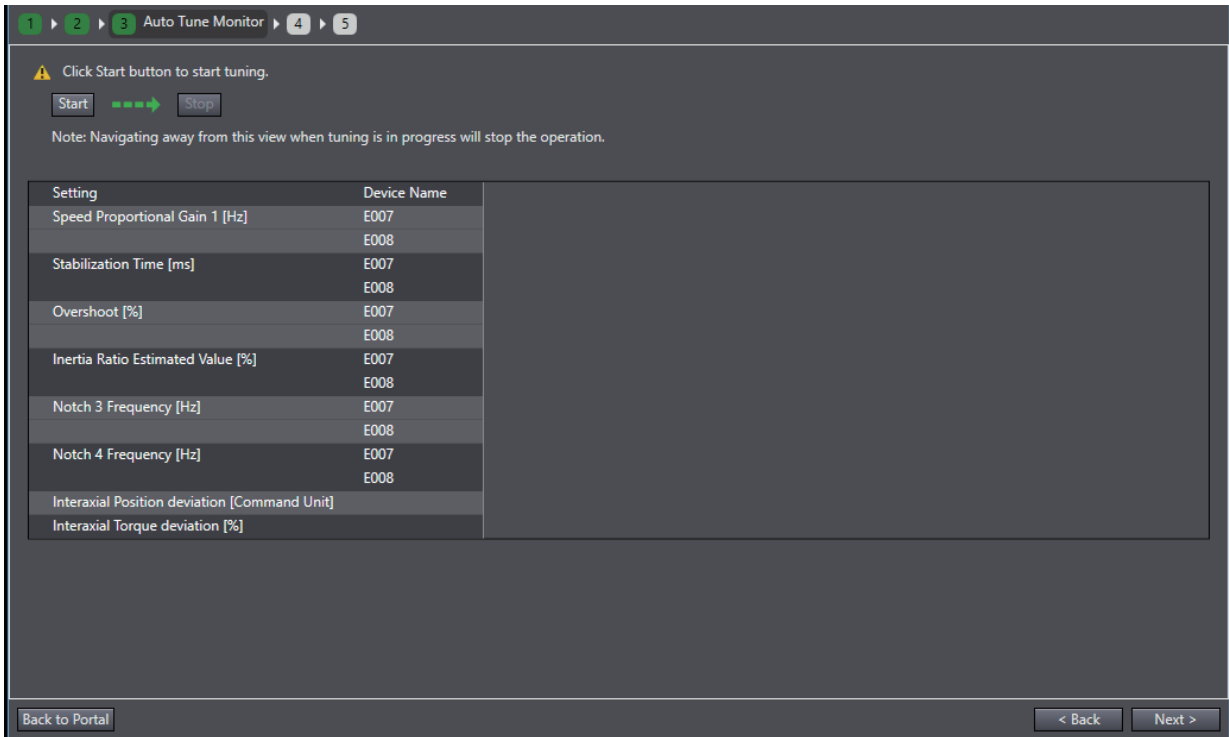 1 2 3 Auto Tune Monitor 4 5
Click Start button to start tuning.
Start Stop
Note: Navigating away from this view when tuning is in progress will stop the operation.
Setting Device Name
Speed Proportional Gain 1 [Hz] E007
E008
Stabilization Time [ms] E007
E008
Overshoot [%] E007
E008
Inertia Ratio Estimated Value [%] E007
E008
Notch 3 Frequency [Hz] E007
E008
Notch 4 Frequency [Hz] E007
E008
Interaxial Position deviation [Command Unit]
Interaxial Torque deviation [%]
Back to Portal < Back Next >